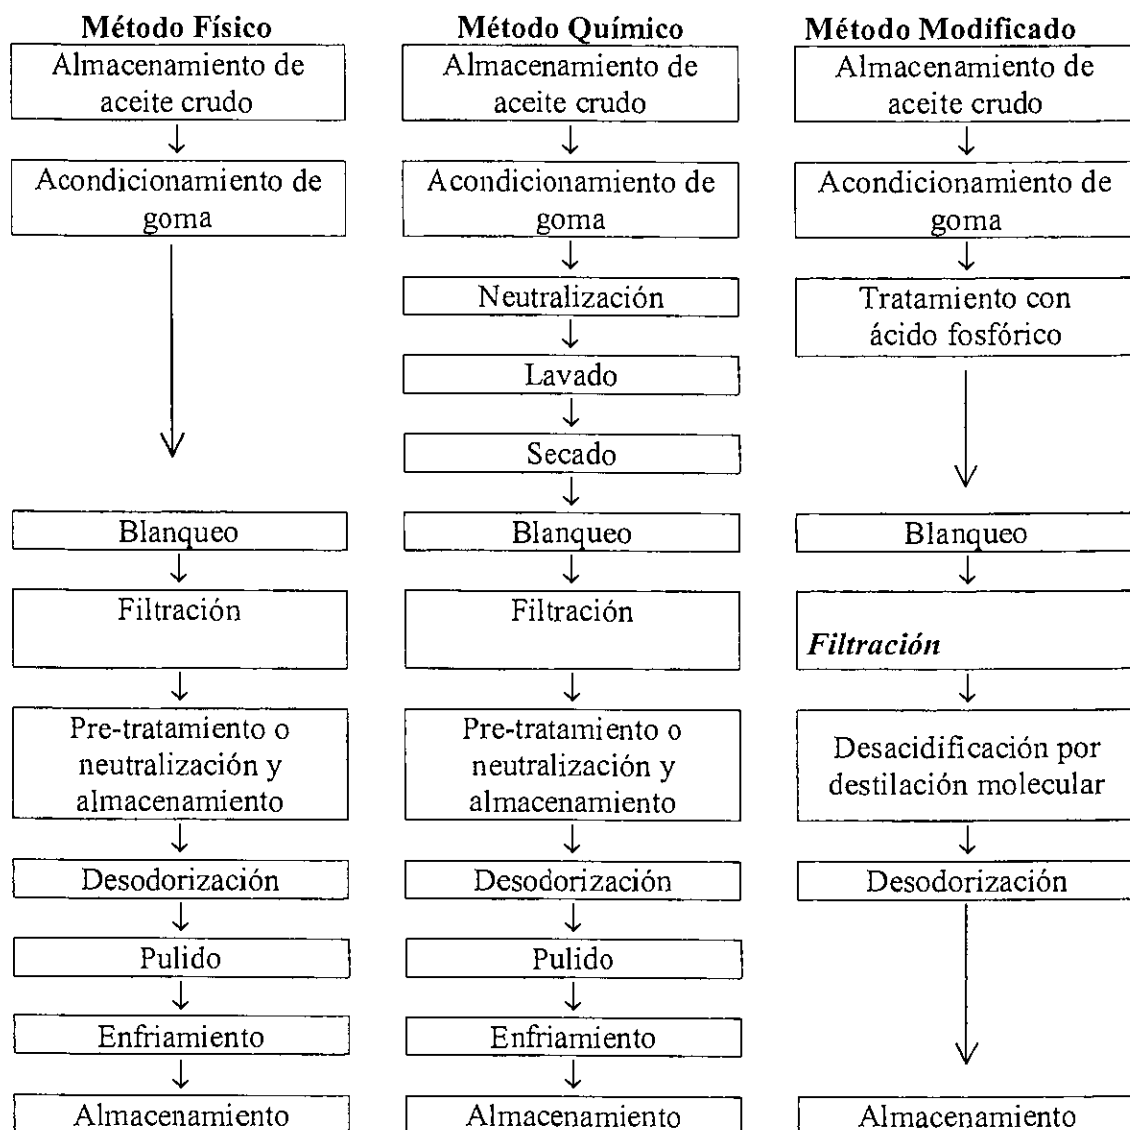 Método Físico
Almacenamiento de
aceite crudo
Acondicionamiento de
goma
Blanqueo
Filtración
Pre-tratamiento o
neutralización y
almacenamiento
Desodorización
Pulido
Enfriamiento
Almacenamiento
Método Químico
Almacenamiento de
aceite crudo
Acondicionamiento de
goma
Neutralización
Lavado
Secado
Blanqueo
Filtración
Pre-tratamiento o
neutralización y
almacenamiento
Desodorización
Pulido
Enfriamiento
Almacenamiento
Método Modificado
Almacenamiento de
aceite crudo
Acondicionamiento de
goma
Tratamiento con
ácido fosfórico
Blanqueo
Filtración
Desacidificación por
destilación molecular
Desodorización
Almacenamiento